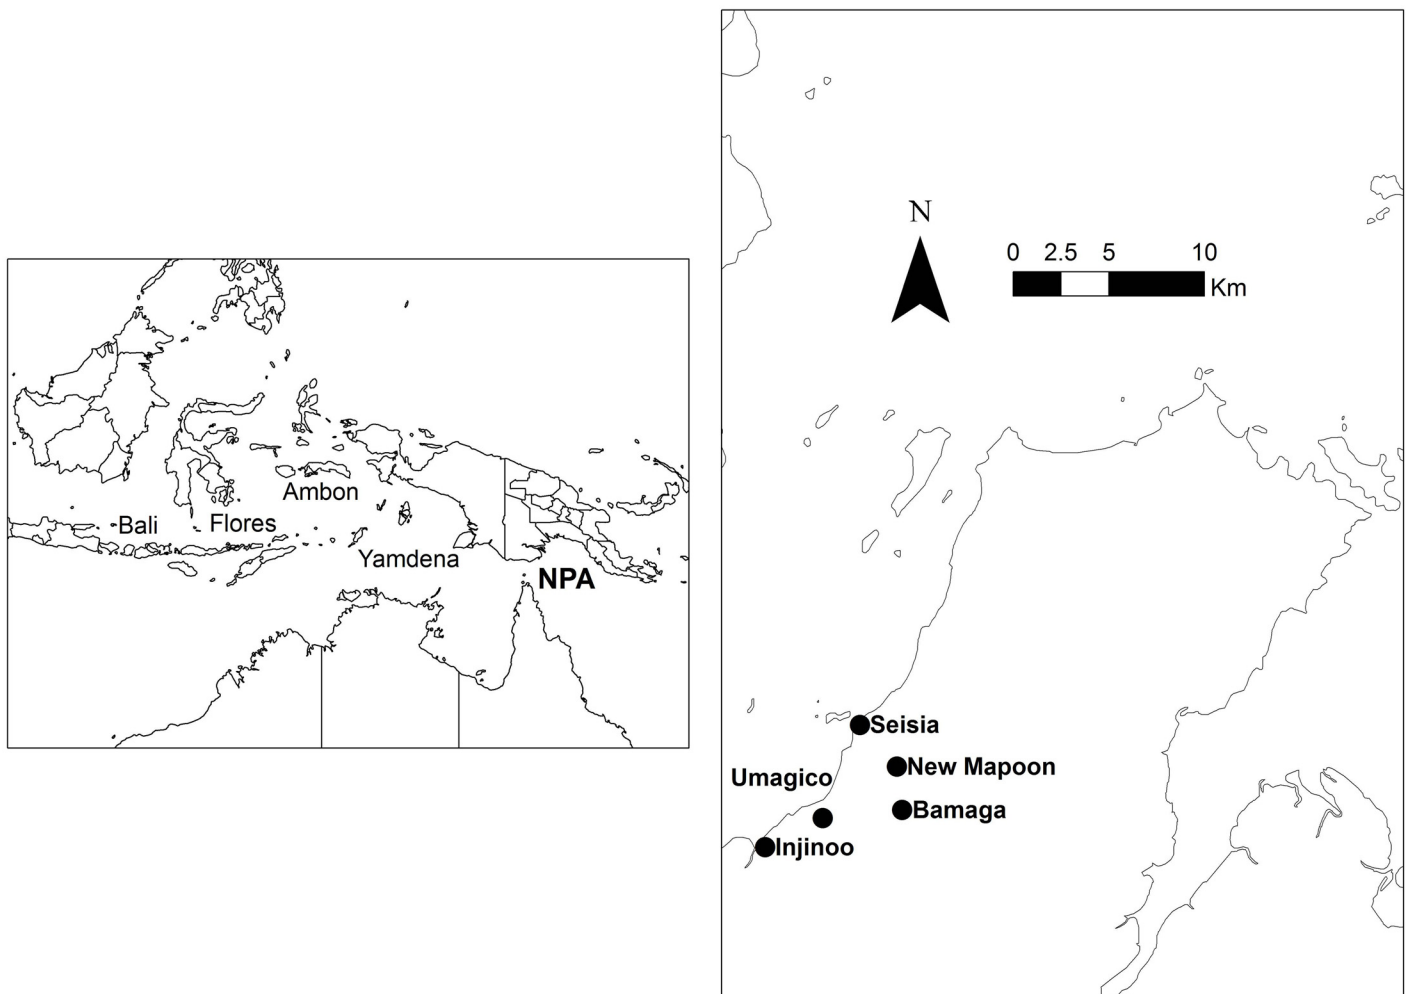 Ambon
Bali
Flores
Yamdena
NPA
N
0 2.5 5 10
Km
Seisia
New Mapoon
Umagico
Bamaga
Injinoo